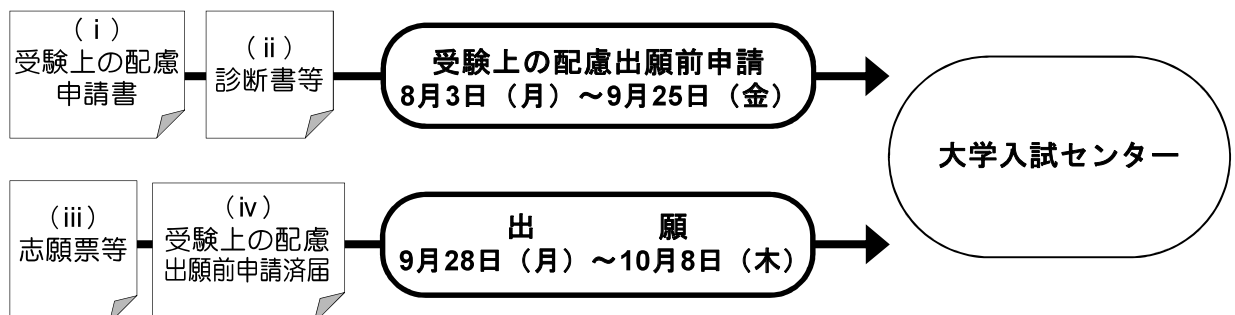 （ⅰ）
受験上の配慮
申請書
（ⅱ）
診断書等
受験上の配慮出願前申請
8月3日（月）～9月25日（金）
大学入試センター
（ⅲ）
志願票等
（ⅳ）
受験上の配慮
出願前申請済届
出　願
9月28日（月）～10月8日（木）